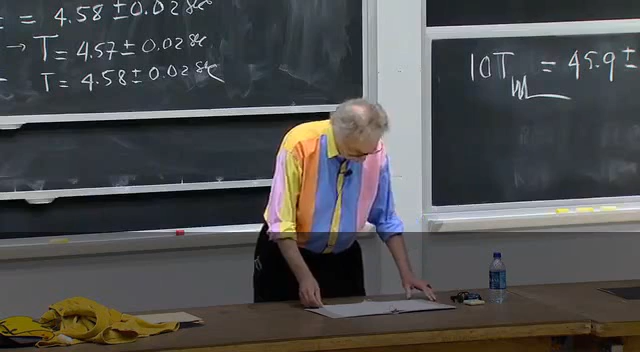 = 4.58 ± 0.02 sec
→ T = 4.57 ± 0.02 sec
T = 4.58 ± 0.02 sec
10T = 45.9 ±